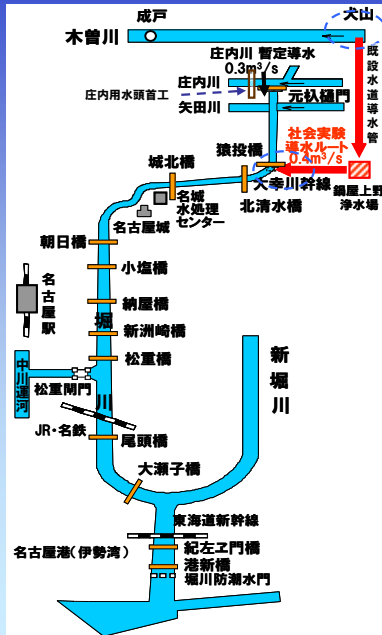 成戸
犬山
木曽川
既設水道導水管
庄内川 暫定導水
0.3m³/s
庄内川
庄内用水頭首工
元杁樋門
矢田川
社会実験
導水ルート
0.4m³/s
猿投橋
城北橋
大幸川幹線
鍋屋上野
浄水場
名城
水処理
センター
北清水橋
名古屋城
朝日橋
小塩橋
名古屋駅
納屋橋
堀川
新洲崎橋
新堀川
松重橋
中川運河
松重閘門
JR・名鉄
尾頭橋
大瀬子橋
東海道新幹線
名古屋港(伊勢湾)
紀左ヱ門橋
港新橋
堀川防潮水門